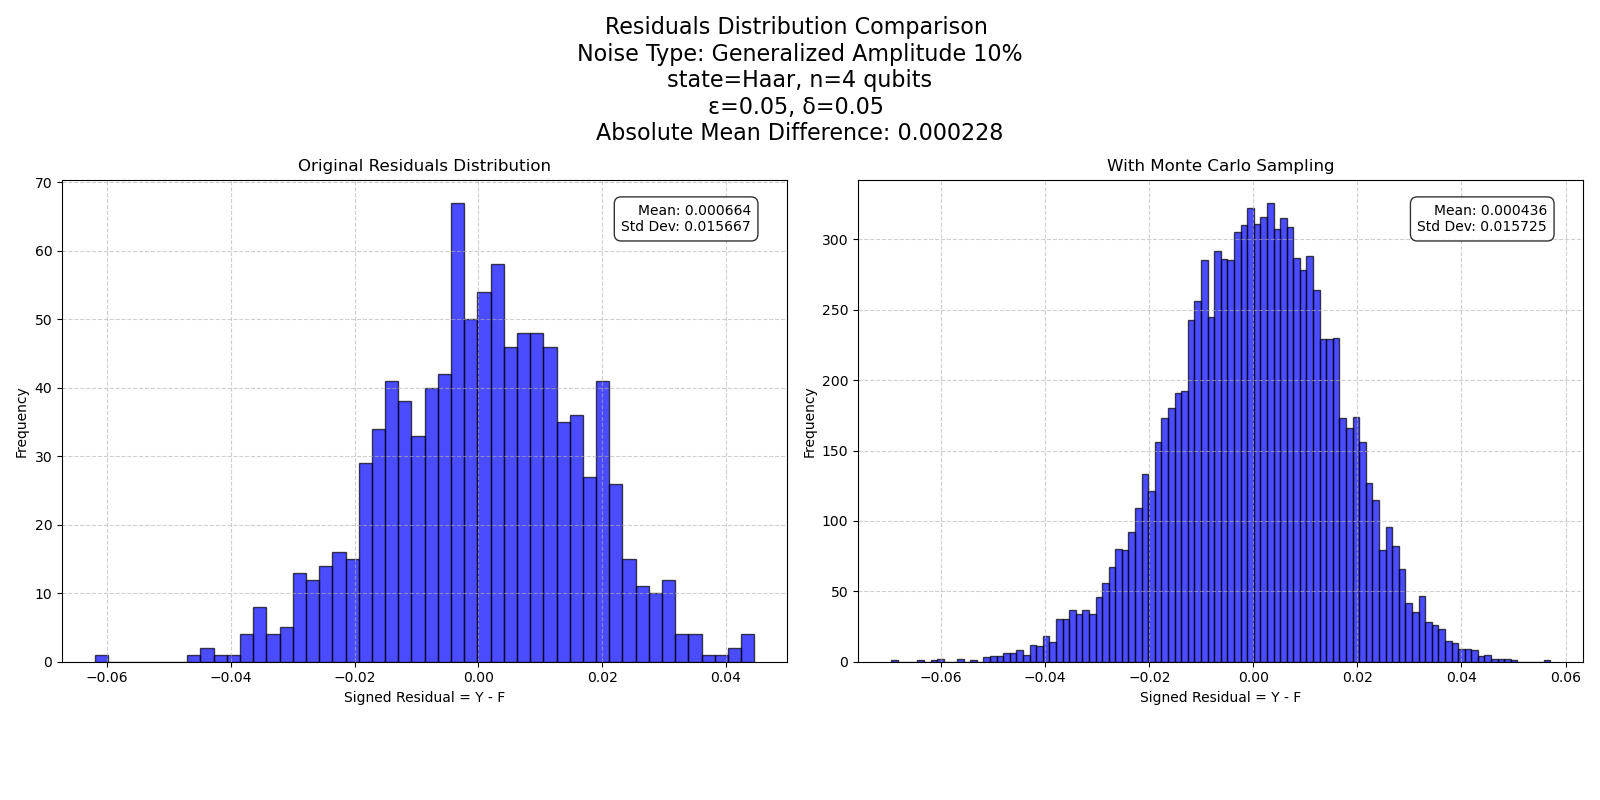 Residuals Distribution Comparison
Noise Type: Generalized Amplitude 10%
state=Haar, n=4 qubits
ε=0.05, δ=0.05
Absolute Mean Difference: 0.000228
Original Residuals Distribution
Mean: 0.000664
Std Dev: 0.015667
Frequency
70
60
50
40
30
20
10
0
−0.06 −0.04 −0.02 0.00 0.02 0.04
Signed Residual = Y - F
With Monte Carlo Sampling
Mean: 0.000436
Std Dev: 0.015725
Frequency
300
250
200
150
100
50
0
−0.06 −0.04 −0.02 0.00 0.02 0.04 0.06
Signed Residual = Y - F